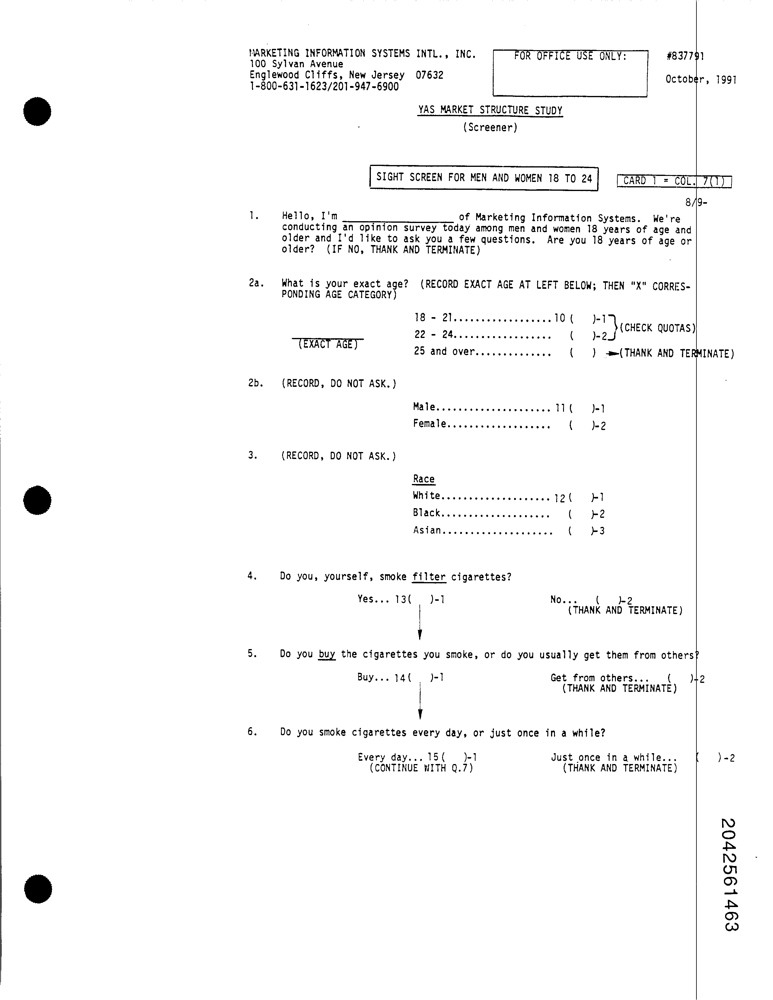 MARKETING INFORMATION SYSTEMS INTL., INC.
100 Sylvan Avenue
Englewood Cliffs, New Jersey 07632
1-800-631-1623/201-947-6900
FOR OFFICE USE ONLY:
#837791
October, 1991
YAS MARKET STRUCTURE STUDY
(Screener)
SIGHT SCREEN FOR MEN AND WOMEN 18 TO 24
CARD 1 = COL. 7(1)
8/9-
1. Hello, I'm ____________________ of Marketing Information Systems. We're
conducting an opinion survey today among men and women 18 years of age and
older and I'd like to ask you a few questions. Are you 18 years of age or
older? (IF NO, THANK AND TERMINATE)
2a. What is your exact age? (RECORD EXACT AGE AT LEFT BELOW; THEN "X" CORRES-
PONDING AGE CATEGORY)
18 - 21..................10 ( )-1
22 - 24.................. ( )-2
(CHECK QUOTAS)
(EXACT AGE)
25 and over.............. ( ) (THANK AND TERMINATE)
2b. (RECORD, DO NOT ASK.)
Male.....................11( )-1
Female................... ( )-2
3. (RECORD, DO NOT ASK.)
Race
White....................12( )-1
Black.................... ( )-2
Asian.................... ( )-3
4. Do you, yourself, smoke filter cigarettes?
Yes... 13( )-1 No... ( )-2
(THANK AND TERMINATE)
5. Do you buy the cigarettes you smoke, or do you usually get them from others?
Buy... 14( )-1 Get from others... ( )-2
(THANK AND TERMINATE)
6. Do you smoke cigarettes every day, or just once in a while?
Every day... 15( )-1 Just once in a while... ( )-2
(CONTINUE WITH Q.7) (THANK AND TERMINATE)
2042561463